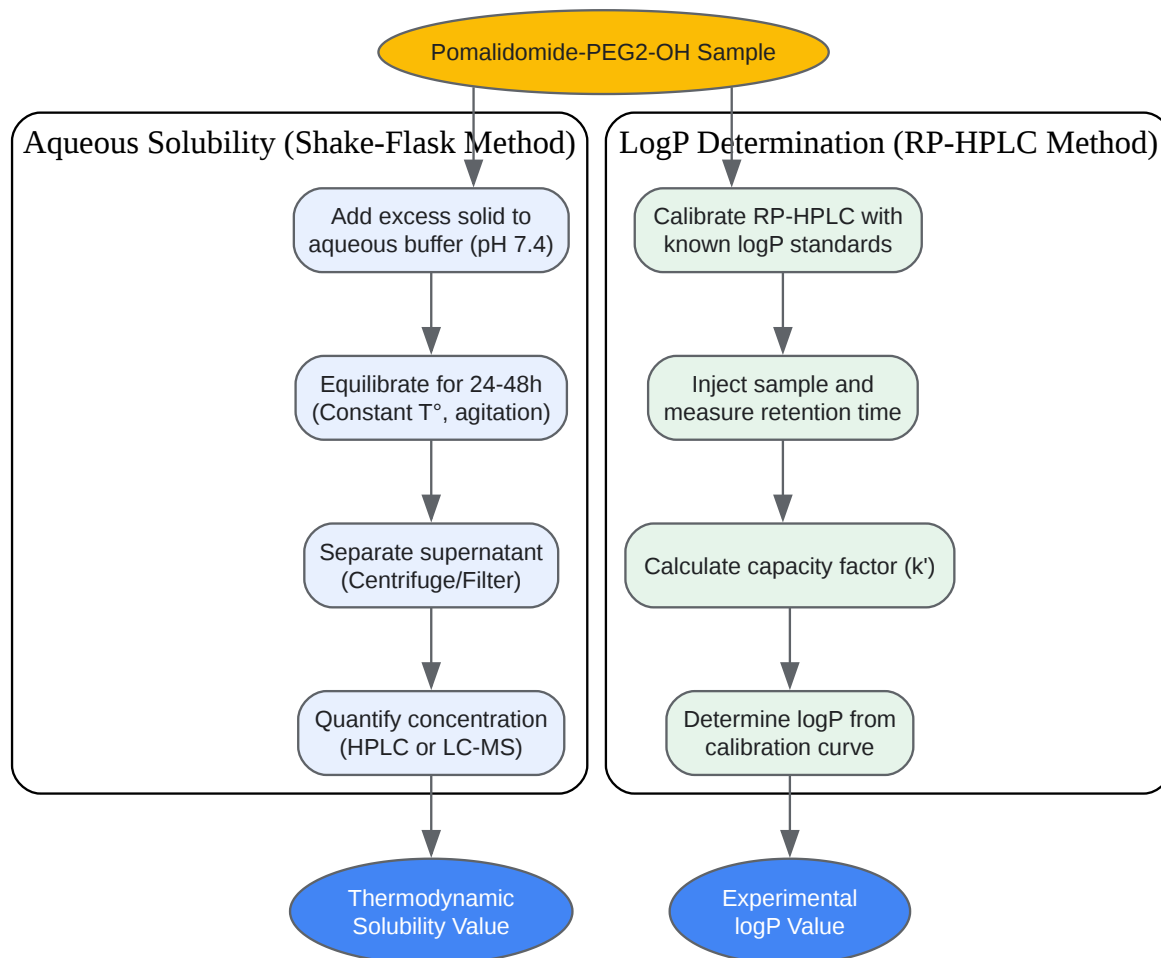 Pomalidomide-PEG2-OH Sample
Aqueous Solubility (Shake-Flask Method)
Add excess solid to
aqueous buffer (pH 7.4)
Equilibrate for 24-48h
(Constant T°, agitation)
Separate supernatant
(Centrifuge/Filter)
Quantify concentration
(HPLC or LC-MS)
Thermodynamic
Solubility Value
LogP Determination (RP-HPLC Method)
Calibrate RP-HPLC with
known logP standards
Inject sample and
measure retention time
Calculate capacity factor (k')
Determine logP from
calibration curve
Experimental
logP Value